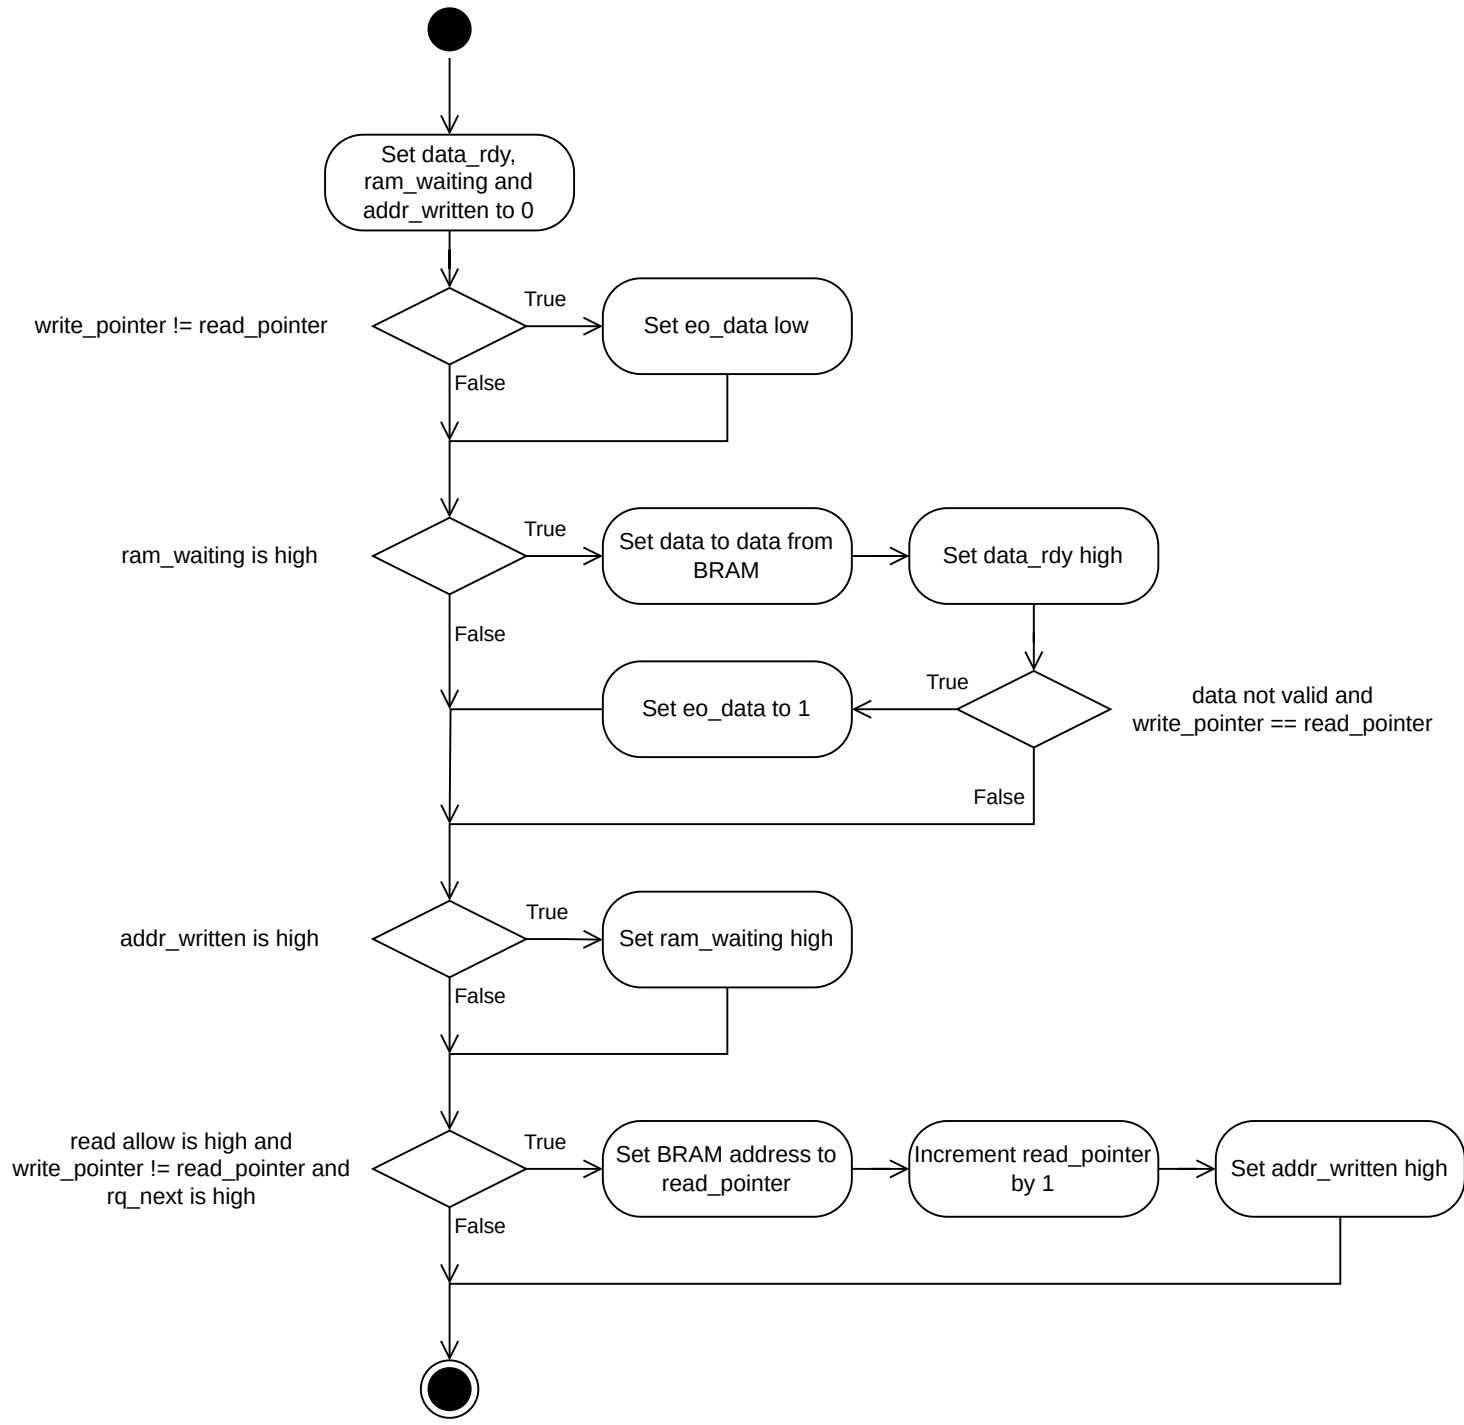 Set data_rdy,
ram_waiting and
addr_written to 0
write_pointer != read_pointer
True
Set eo_data low
False
ram_waiting is high
True
Set data to data from
BRAM
Set data_rdy high
False
Set eo_data to 1
True
data not valid and
write_pointer == read_pointer
False
addr_written is high
True
Set ram_waiting high
False
read allow is high and
write_pointer != read_pointer and
rq_next is high
True
Set BRAM address to
read_pointer
Increment read_pointer
by 1
Set addr_written high
False